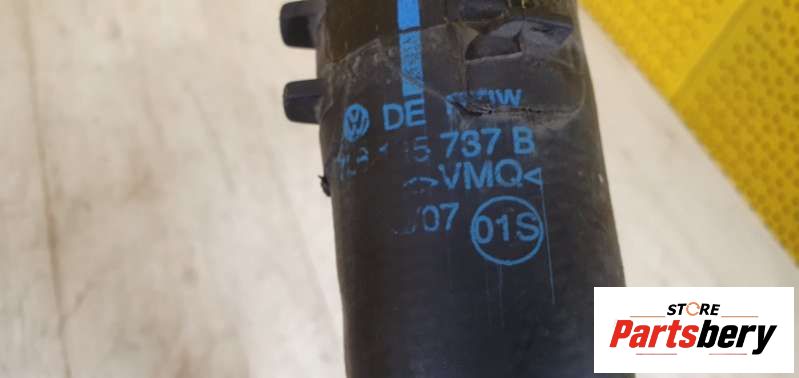 DE
737 B
>VMQ<
/07 01S
STORE
Partsbery